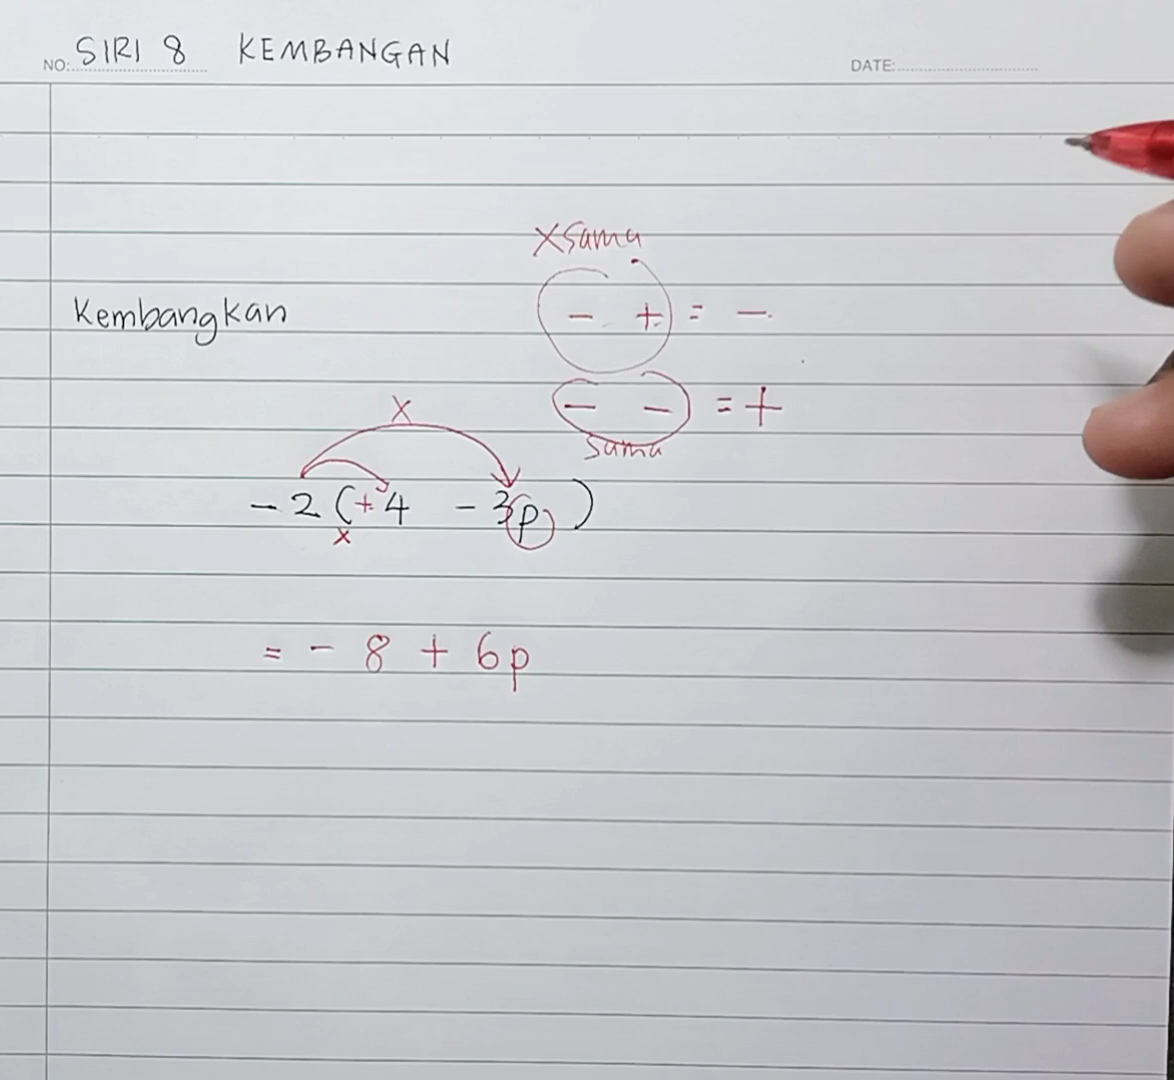 NO: SIRI 8 KEMBANGAN DATE:
x sama
Kembangkan - + = -
- - = +
sama
x
-2 (+4 - 3p)
x
= - 8 + 6p